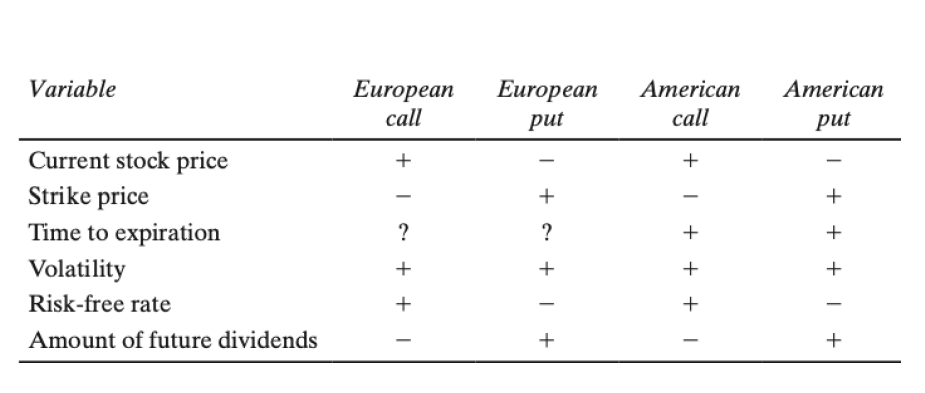 Variable European European American American
call put call put
Current stock price + − + −
Strike price − + − +
Time to expiration ? ? + +
Volatility + + + +
Risk-free rate + − + −
Amount of future dividends − + − +